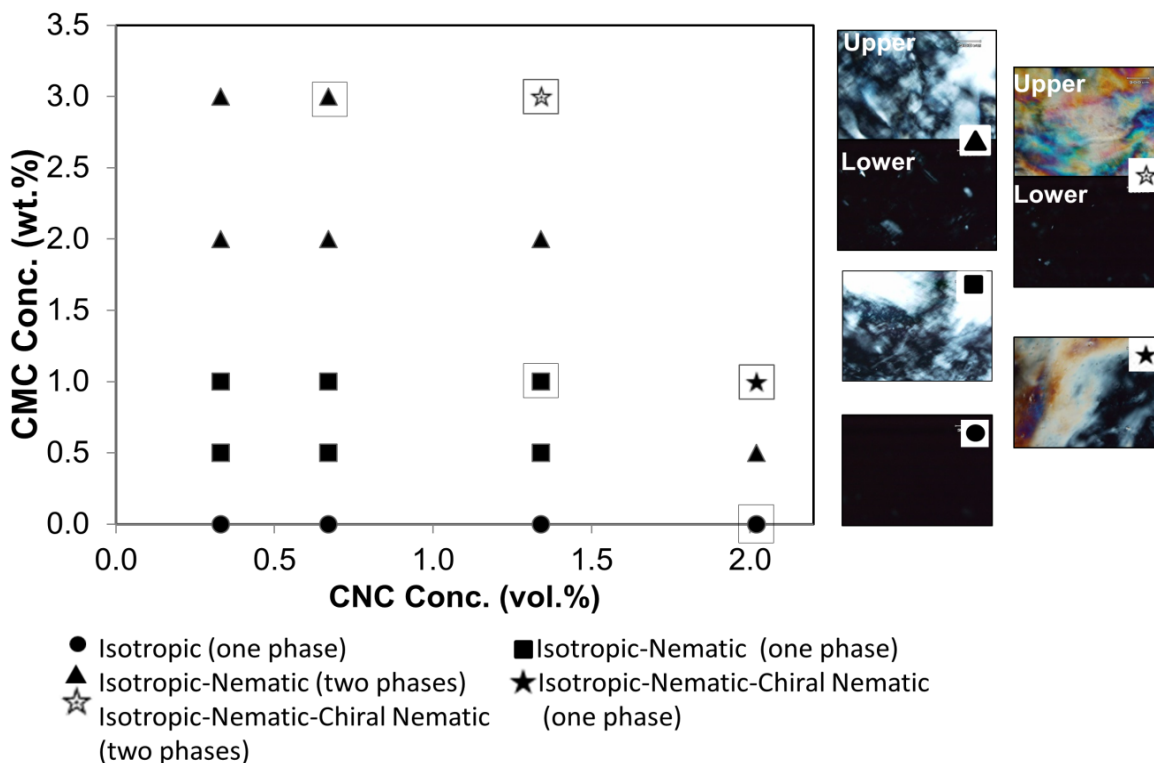 3.5
3.0
2.5
2.0
1.5
1.0
0.5
0.0
CMC Conc. (wt.%)
0.0 0.5 1.0 1.5 2.0
CNC Conc. (vol.%)
Upper
Lower
Upper
Lower
Isotropic (one phase)
Isotropic-Nematic (one phase)
Isotropic-Nematic (two phases)
Isotropic-Nematic-Chiral Nematic
(one phase)
Isotropic-Nematic-Chiral Nematic
(two phases)